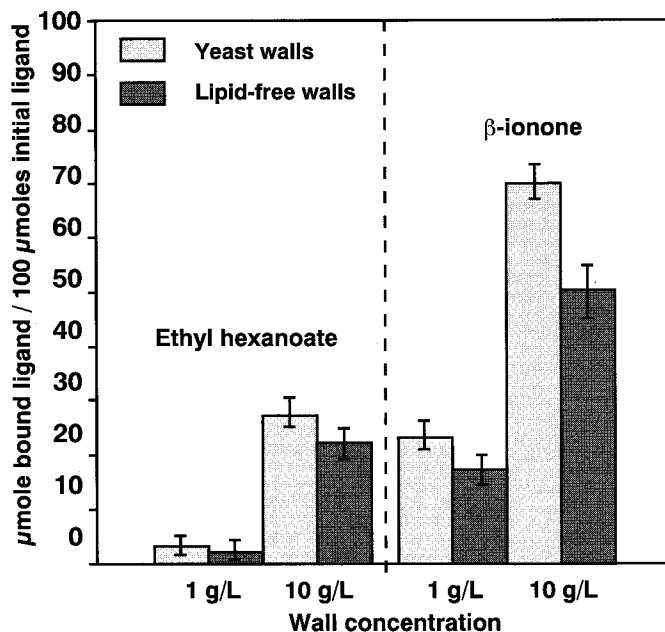 μmole bound ligand / 100 μmoles initial ligand
100
90
80
70
60
50
40
30
20
10
0
Yeast walls
Lipid-free walls
β-ionone
Ethyl hexanoate
1 g/L 10 g/L 1 g/L 10 g/L
Wall concentration